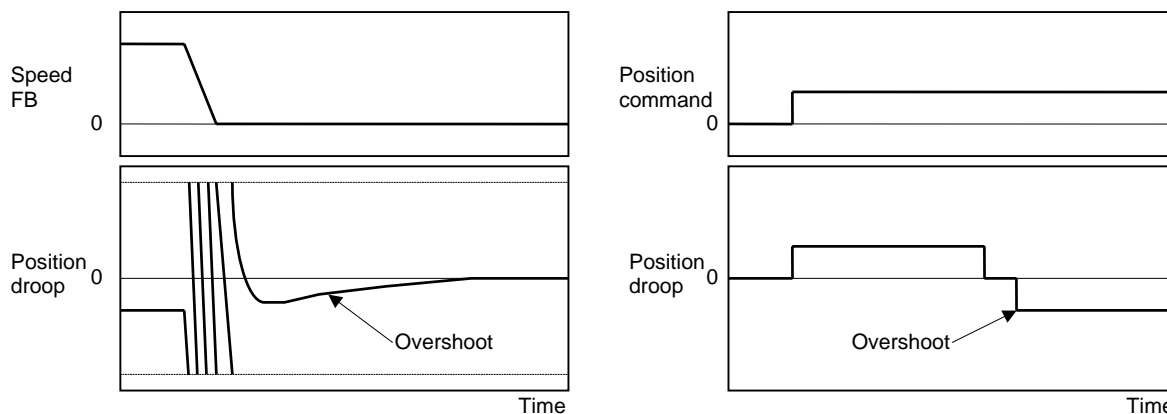 Speed
FB
0
Position
droop
0
Overshoot
Time
Position
command
0
Position
droop
0
Overshoot
Time